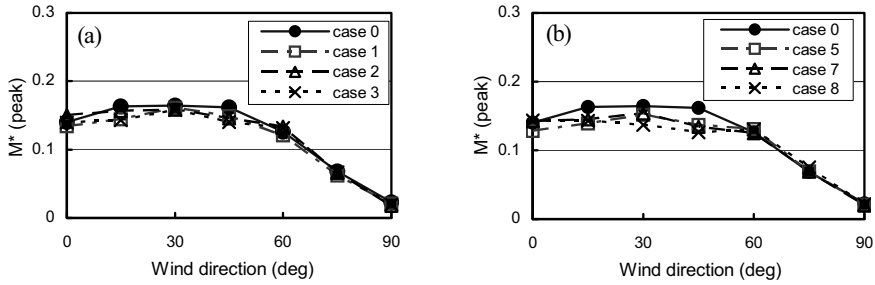 (a)
case 0
case 1
case 2
case 3
M* (peak)
0.3
0.2
0.1
0
0 30 60 90
Wind direction (deg)
(b)
case 0
case 5
case 7
case 8
M* (peak)
0.3
0.2
0.1
0
0 30 60 90
Wind direction (deg)